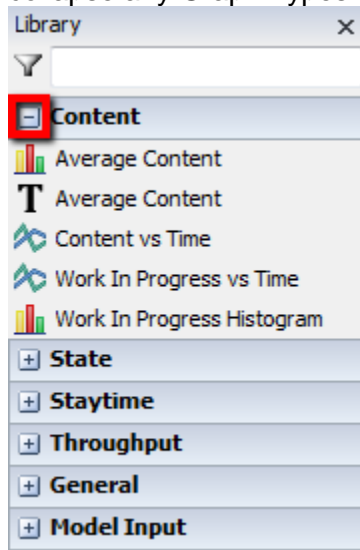 Library
Content
Average Content
T Average Content
Content vs Time
Work In Progress vs Time
Work In Progress Histogram
State
Staytime
Throughput
General
Model Input